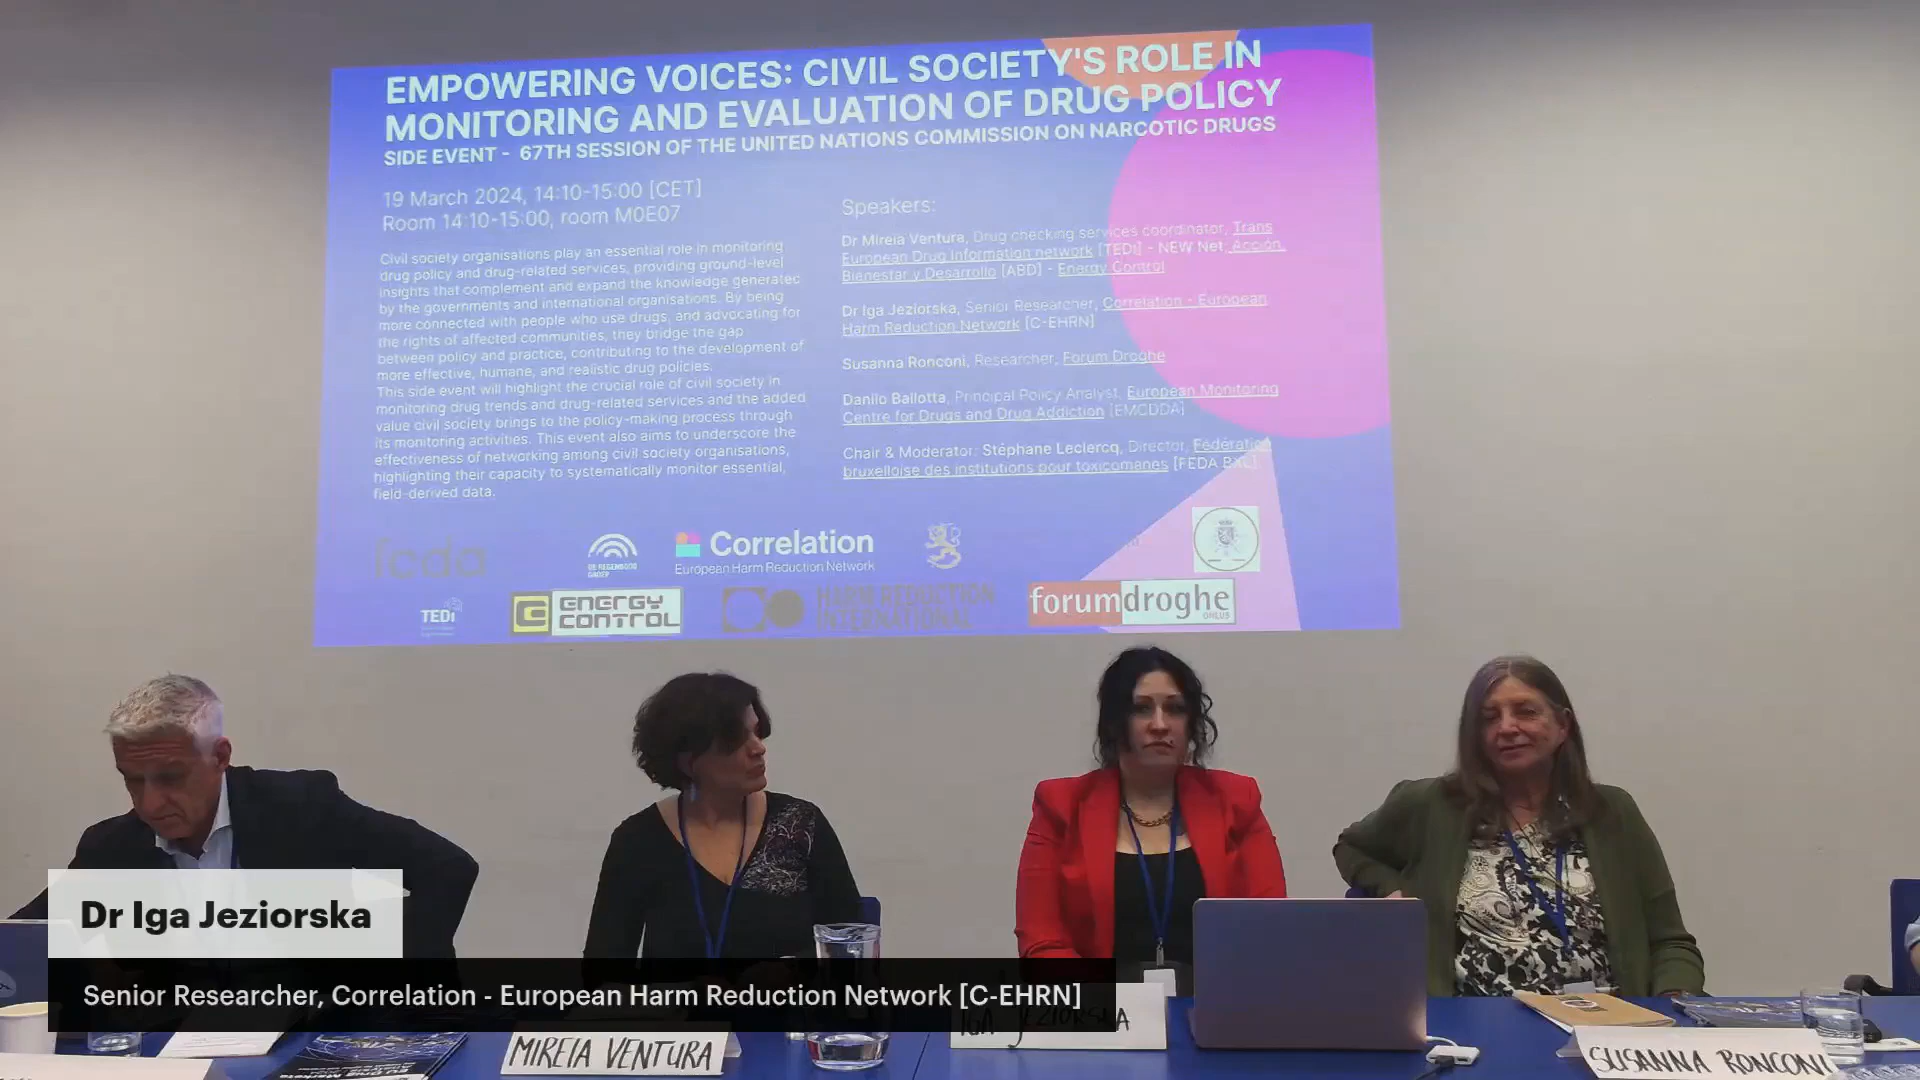 EMPOWERING VOICES: CIVIL SOCIETY'S ROLE IN
MONITORING AND EVALUATION OF DRUG POLICY
SIDE EVENT - 67TH SESSION OF THE UNITED NATIONS COMMISSION ON NARCOTIC DRUGS
19 March 2024, 14:10-15:00 [CET]
Room 14:10-15:00, room M0E07
Civil society organisations play an essential role in monitoring
drug policy and drug-related services, providing ground-level
insights that complement and expand the knowledge generated
by the governments and international organisations. By being
more connected with people who use drugs, and advocating for
the rights of affected communities, they bridge the gap
between policy and practice, contributing to the development of
more effective, humane, and realistic drug policies.
This side event will highlight the crucial role of civil society in
monitoring drug trends and drug-related services and the added
value civil society brings to the policy-making process through
its monitoring activities. This event also aims to underscore the
effectiveness of networking among civil society organisations,
highlighting their capacity to systematically monitor essential,
field-derived data.
Speakers:
Dr Mireia Ventura, Drug checking services coordinator, Trans
European Drug Information network [TEDI] - NEW Net; Acción,
Bienestar y Desarrollo [ABD] - Energy Control
Dr Iga Jeziorska, Senior Researcher, Correlation - European
Harm Reduction Network [C-EHRN]
Susanna Ronconi, Researcher, Forum Droghe
Danilo Ballotta, Principal Policy Analyst, European Monitoring
Centre for Drugs and Drug Addiction [EMCDDA]
Chair & Moderator: Stéphane Leclercq, Director, Fédération
bruxelloise des institutions pour toxicomanes [FEDA BXL]
feda
DE REGENBOOG
GROEP
Correlation
European Harm Reduction Network
TEDI
ENERGY
CONTROL
HARM REDUCTION
INTERNATIONAL
forumdroghe
ONLUS
Dr Iga Jeziorska
Senior Researcher, Correlation - European Harm Reduction Network [C-EHRN]
IGA JEZIORSKA
MIREIA VENTURA
SUSANNA RONCONI
EU Drug Markets